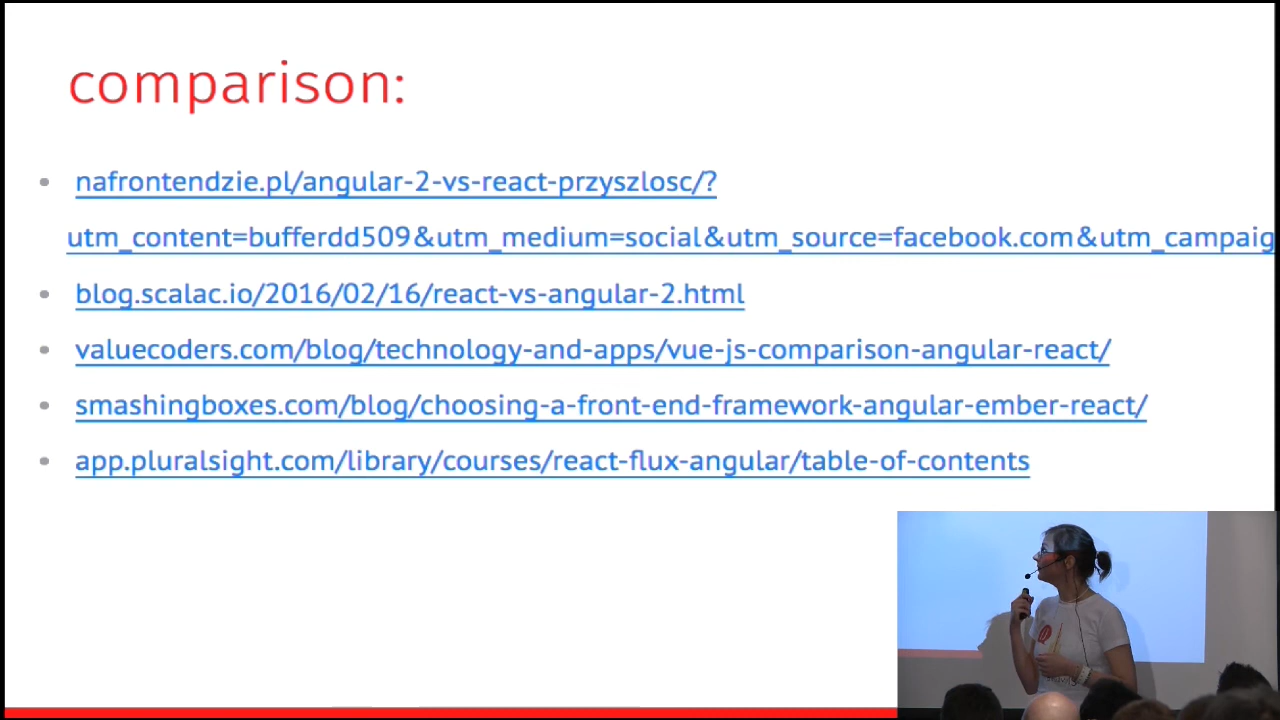 comparison:
nafrontendzie.pl/angular-2-vs-react-przyszlosc/?
utm_content=bufferdd509&utm_medium=social&utm_source=facebook.com&utm_campaig
blog.scalac.io/2016/02/16/react-vs-angular-2.html
valuecoders.com/blog/technology-and-apps/vue-js-comparison-angular-react/
smashingboxes.com/blog/choosing-a-front-end-framework-angular-ember-react/
app.pluralsight.com/library/courses/react-flux-angular/table-of-contents